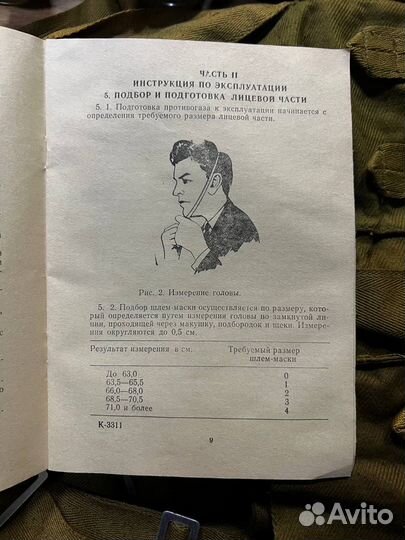 ЧАСТЬ II
ИНСТРУКЦИЯ ПО ЭКСПЛУАТАЦИИ
5. ПОДБОР И ПОДГОТОВКА ЛИЦЕВОЙ ЧАСТИ
5. 1. Подготовка противогаза к эксплуатации начинается с
определения требуемого размера лицевой части.
Рис. 2. Измерение головы.
5. 2. Подбор шлем-маски осуществляется по размеру, кото-
рый определяется путем измерения головы по замкнутой ли-
нии, проходящей через макушку, подбородок и щеки. Измере-
ния округляются до 0,5 см.
Результат измерения в см. Требуемый размер
шлем-маски
До 63,0 0
63,5—65,5 1
66,0—68,0 2
68,5—70,5 3
71,0 и более 4
К-3311
9
Avito